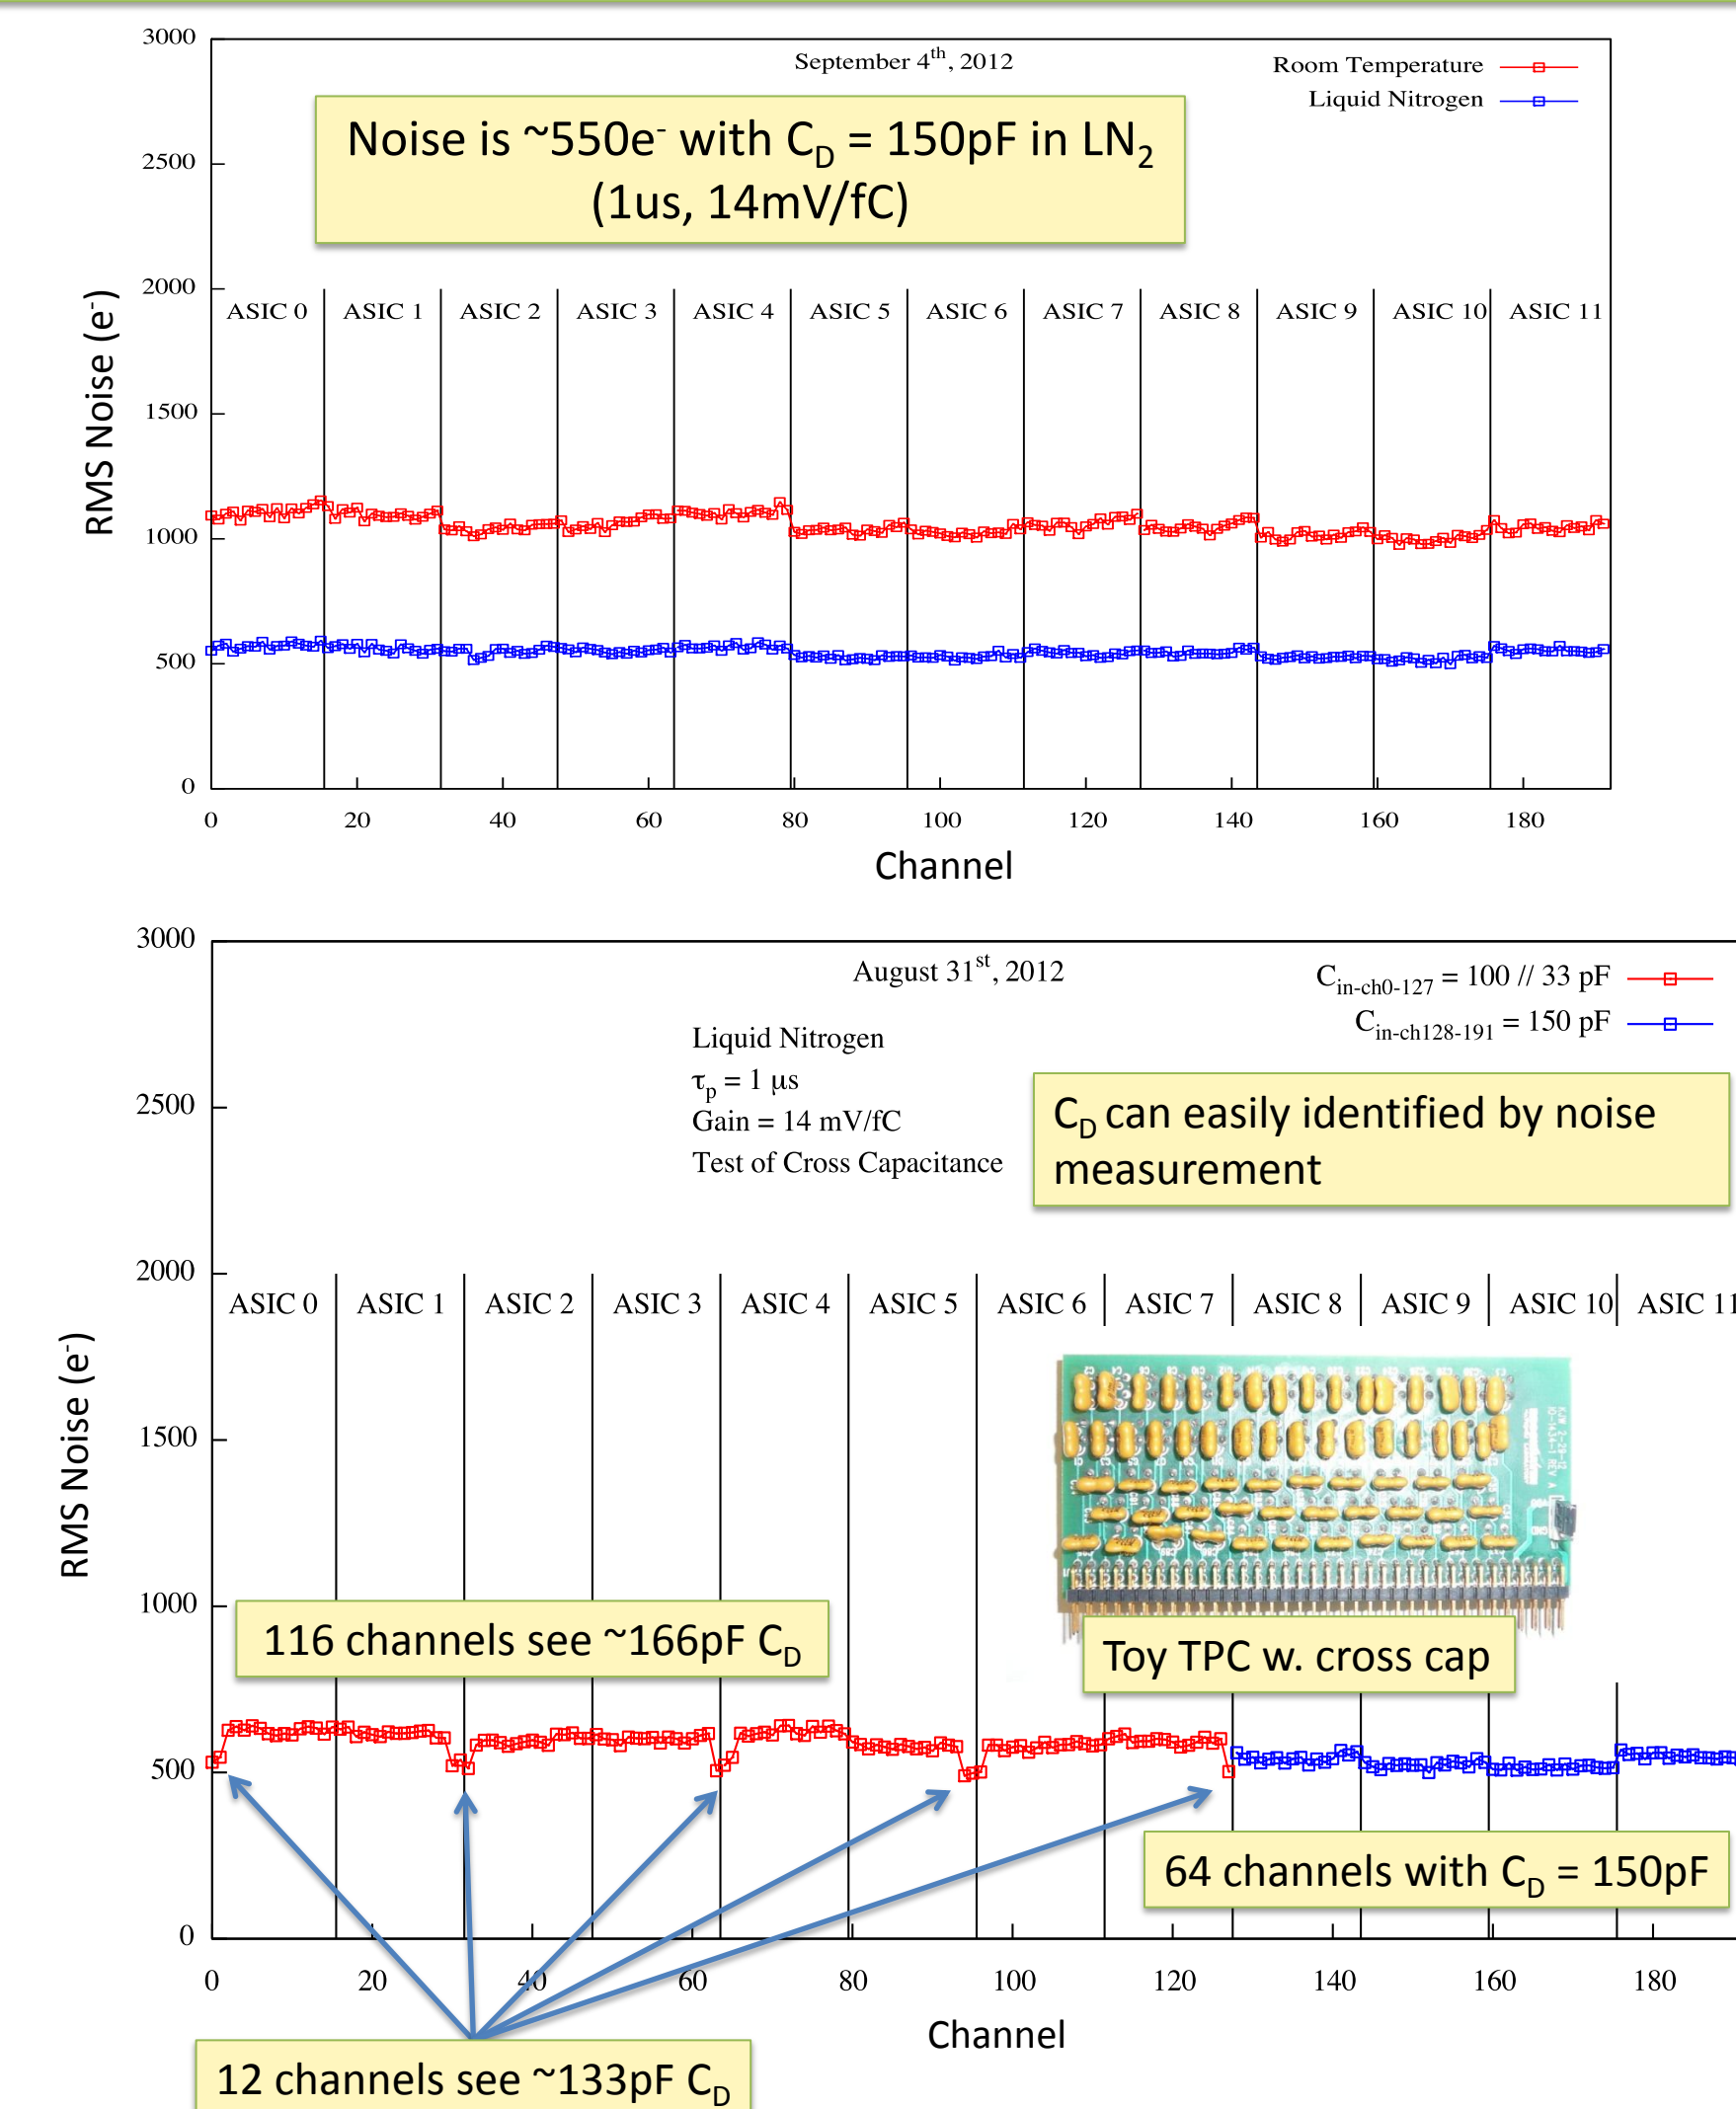 3000
September 4th, 2012
Room Temperature
Liquid Nitrogen
Noise is ~550e- with CD = 150pF in LN2
(1us, 14mV/fC)
2500
2000
ASIC 0 ASIC 1 ASIC 2 ASIC 3 ASIC 4 ASIC 5 ASIC 6 ASIC 7 ASIC 8 ASIC 9 ASIC 10 ASIC 11
1500
1000
500
0
RMS Noise (e-)
0 20 40 60 80 100 120 140 160 180
Channel
3000
August 31st, 2012
Cin-ch0-127 = 100 // 33 pF
Cin-ch128-191 = 150 pF
Liquid Nitrogen
τp = 1 μs
Gain = 14 mV/fC
Test of Cross Capacitance
CD can easily identified by noise
measurement
2500
2000
ASIC 0 ASIC 1 ASIC 2 ASIC 3 ASIC 4 ASIC 5 ASIC 6 ASIC 7 ASIC 8 ASIC 9 ASIC 10 ASIC 11
1500
1000
500
0
RMS Noise (e-)
116 channels see ~166pF CD
Toy TPC w. cross cap
64 channels with CD = 150pF
0 20 40 60 80 100 120 140 160 180
Channel
12 channels see ~133pF CD